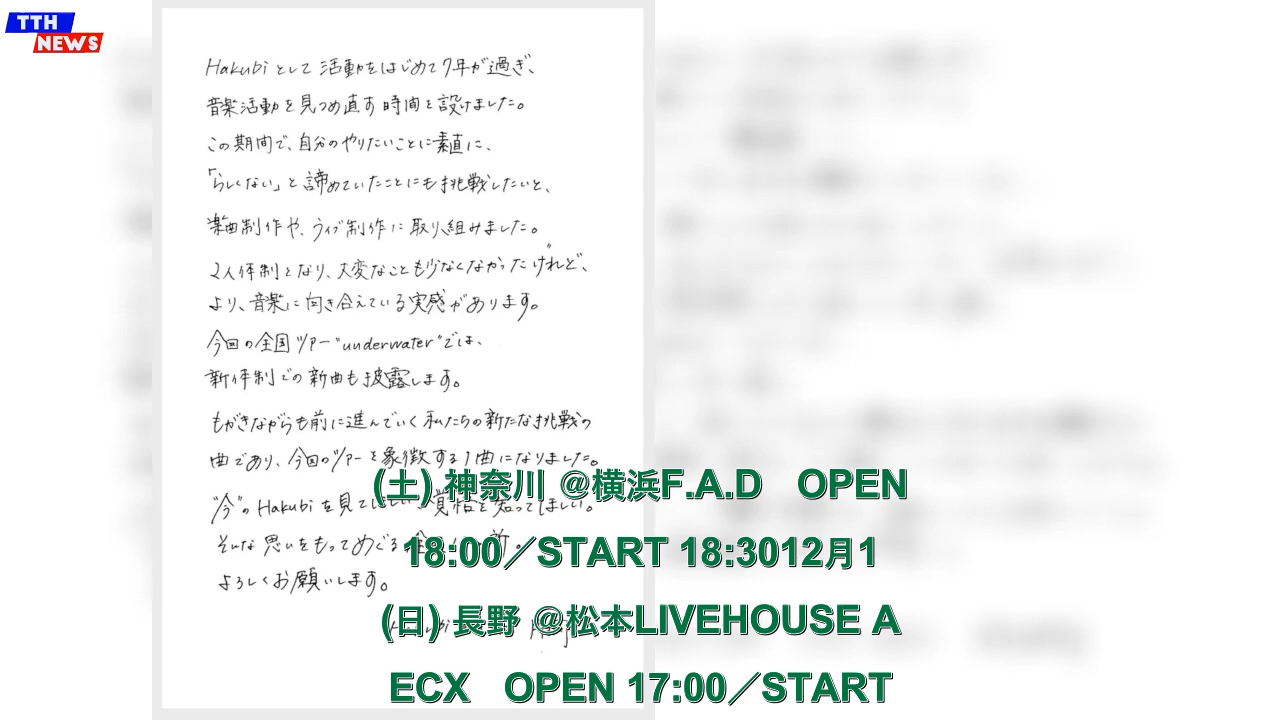 TTH
NEWS
Hakubiとして活動をはじめて7年が過ぎ、
音楽活動を見つめ直す時間を設けました。
この期間で、自分のやりたいことに素直に、
「らしくない」と諦めていたことにも挑戦したいと、
楽曲制作や、ライブ制作に取り組みました。
2人体制となり、大変なことも少なくなかったけれど、
より、音楽に向き合えている実感があります。
今回の全国ツアー"underwater"では、
新体制での新曲も披露します。
もがきながらも前に進んでいく私たちの新たな挑戦の
曲であり、今回のツアーを象徴する1曲になりました。
(土) 神奈川 @横浜F.A.D OPEN
"今"のHakubiを見てほしい 覚悟を知ってほしい。
そんな思いをもってめぐる
18:00／START 18:3012月1
よろしくお願いします。
(日) 長野 @松本LIVEHOUSE A
ECX OPEN 17:00／START